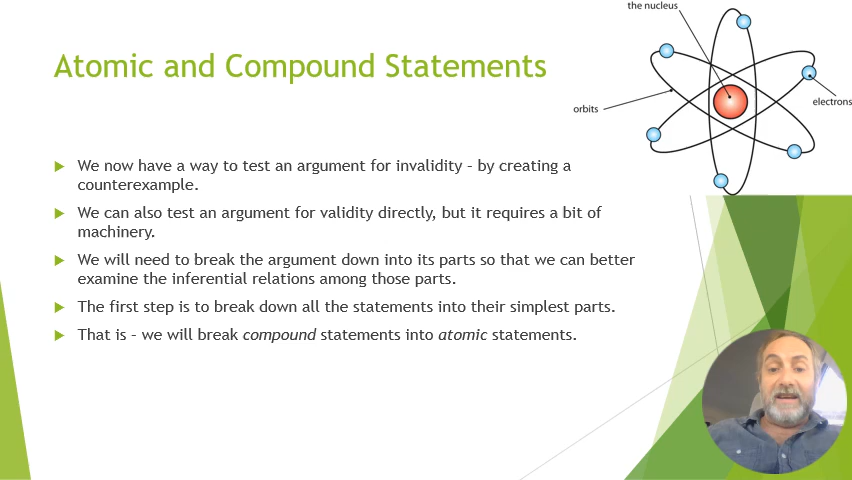 the nucleus
Atomic and Compound Statements
orbits
electrons
We now have a way to test an argument for invalidity – by creating a
counterexample.
We can also test an argument for validity directly, but it requires a bit of
machinery.
We will need to break the argument down into its parts so that we can better
examine the inferential relations among those parts.
The first step is to break down all the statements into their simplest parts.
That is – we will break compound statements into atomic statements.